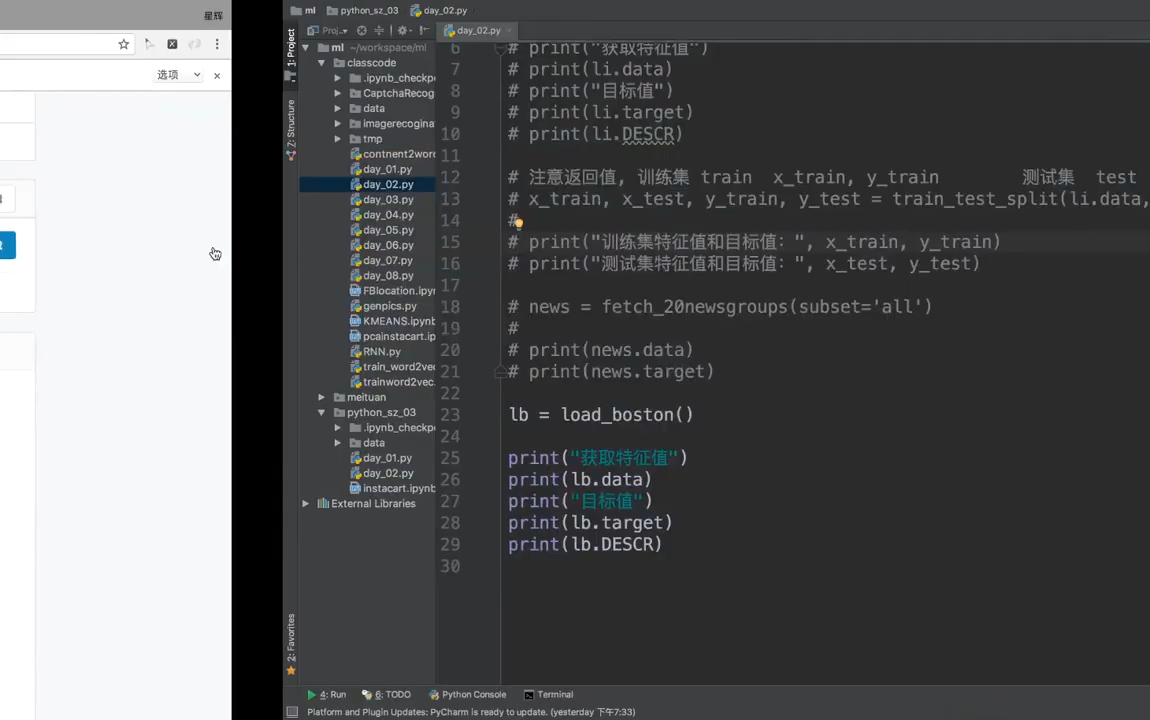 星辉
选项
ml python_sz_03 day_02.py
Proj..
day_02.py
1: Project
Z: Structure
2: Favorites
ml ~/workspace/ml
classcode
.ipynb_checkp
CaptchaRecog
data
imagerecogina
tmp
contnent2word
day_01.py
day_02.py
day_03.py
day_04.py
day_05.py
day_06.py
day_07.py
day_08.py
FBlocation.ipyn
genpics.py
KMEANS.ipynb
pcainstacart.ip
RNN.py
train_word2vec
trainword2vec.
meituan
python_sz_03
.ipynb_checkp
data
day_01.py
day_02.py
instacart.ipynb
External Libraries
6 # print("获取特征值")
7 # print(li.data)
8 # print("目标值")
9 # print(li.target)
10 # print(li.DESCR)
11
12 # 注意返回值, 训练集 train x_train, y_train 测试集 test
13 # x_train, x_test, y_train, y_test = train_test_split(li.data,
14 #
15 # print("训练集特征值和目标值: ", x_train, y_train)
16 # print("测试集特征值和目标值: ", x_test, y_test)
17
18 # news = fetch_20newsgroups(subset='all')
19 #
20 # print(news.data)
21 # print(news.target)
22
23 lb = load_boston()
24
25 print("获取特征值")
26 print(lb.data)
27 print("目标值")
28 print(lb.target)
29 print(lb.DESCR)
30
4: Run 6: TODO Python Console Terminal
Platform and Plugin Updates: PyCharm is ready to update. (yesterday 下午7:33)